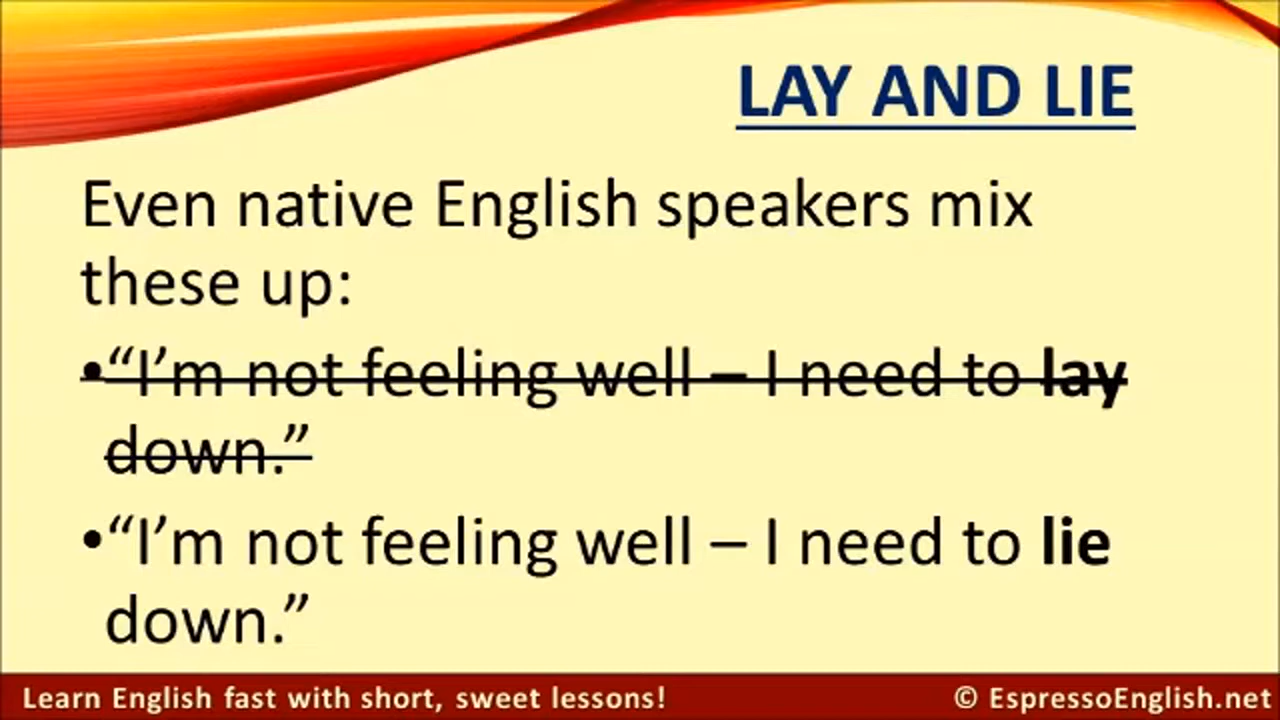 LAY AND LIE
Even native English speakers mix
these up:
•“I’m not feeling well – I need to lay
down.”
•“I’m not feeling well – I need to lie
down.”
Learn English fast with short, sweet lessons!
© EspressoEnglish.net